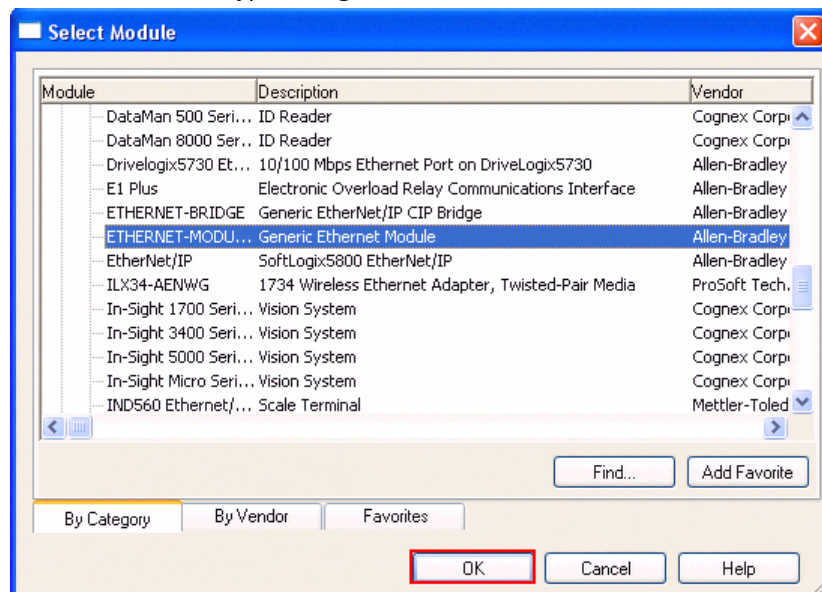 Select Module
Module Description Vendor
DataMan 500 Seri... ID Reader Cognex Corp
DataMan 8000 Ser.. ID Reader Cognex Corp
Drivelogix5730 Et... 10/100 Mbps Ethernet Port on DriveLogix5730 Allen-Bradley
E1 Plus Electronic Overload Relay Communications Interface Allen-Bradley
ETHERNET-BRIDGE Generic EtherNet/IP CIP Bridge Allen-Bradley
ETHERNET-MODU... Generic Ethernet Module Allen-Bradley
EtherNet/IP SoftLogix5800 EtherNet/IP Allen-Bradley
ILX34-AENWG 1734 Wireless Ethernet Adapter, Twisted-Pair Media ProSoft Tech.
In-Sight 1700 Seri... Vision System Cognex Corp
In-Sight 3400 Seri... Vision System Cognex Corp
In-Sight 5000 Seri... Vision System Cognex Corp
In-Sight Micro Seri... Vision System Cognex Corp
IND560 Ethernet/... Scale Terminal Mettler-Toled
Find... Add Favorite
By Category By Vendor Favorites
OK Cancel Help